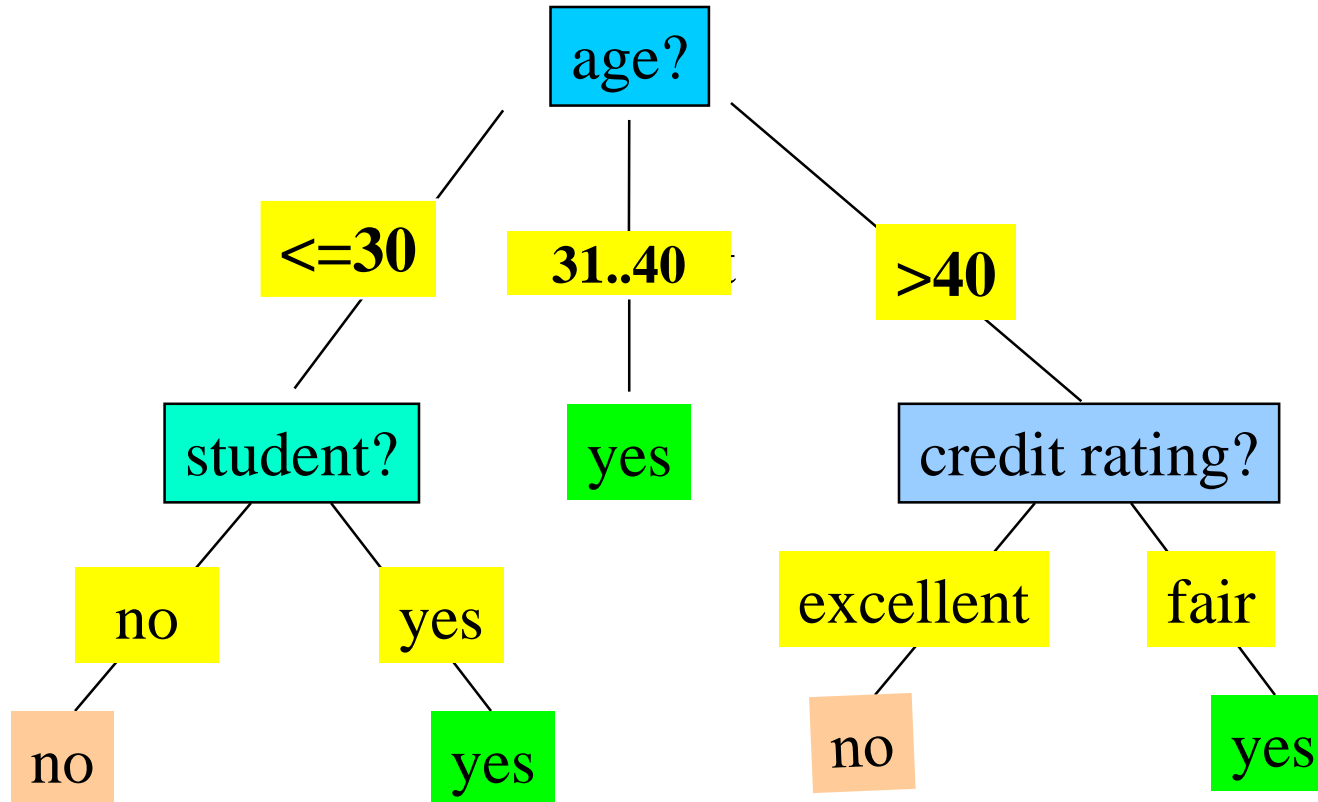 age?
<=30
31..40
>40
student?
yes
credit rating?
no
yes
excellent
fair
no
yes
no
yes